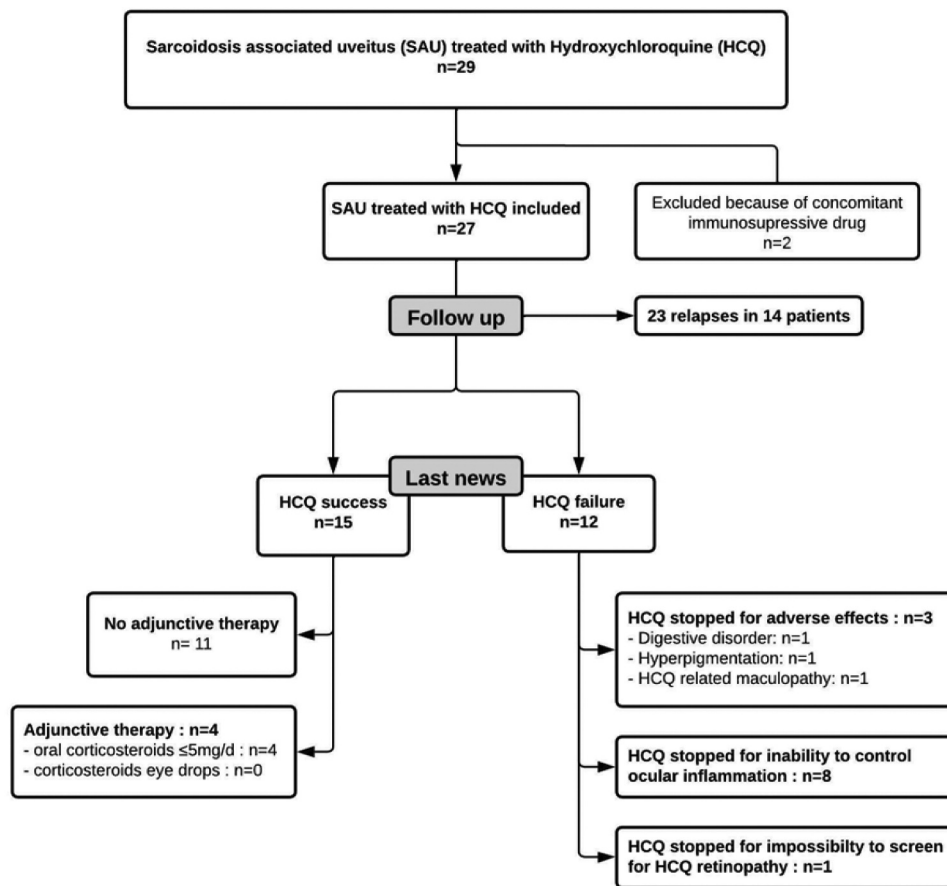 Sarcoidosis associated uveitus (SAU) treated with Hydroxychloroquine (HCQ)
n=29
SAU treated with HCQ included
n=27
Excluded because of concomitant
immunosupressive drug
n=2
Follow up
23 relapses in 14 patients
Last news
HCQ success
n=15
HCQ failure
n=12
No adjunctive therapy
n= 11
Adjunctive therapy : n=4
- oral corticosteroids ≤5mg/d : n=4
- corticosteroids eye drops : n=0
HCQ stopped for adverse effects : n=3
- Digestive disorder: n=1
- Hyperpigmentation: n=1
- HCQ related maculopathy: n=1
HCQ stopped for inability to control
ocular inflammation : n=8
HCQ stopped for impossibilty to screen
for HCQ retinopathy : n=1